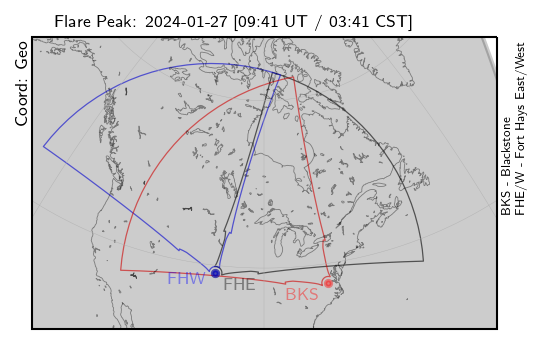 Flare Peak: 2024-01-27 [09:41 UT / 03:41 CST]
Coord: Geo
BKS - Blackstone
FHE/W - Fort Hays East/West
FHW
FHE
BKS